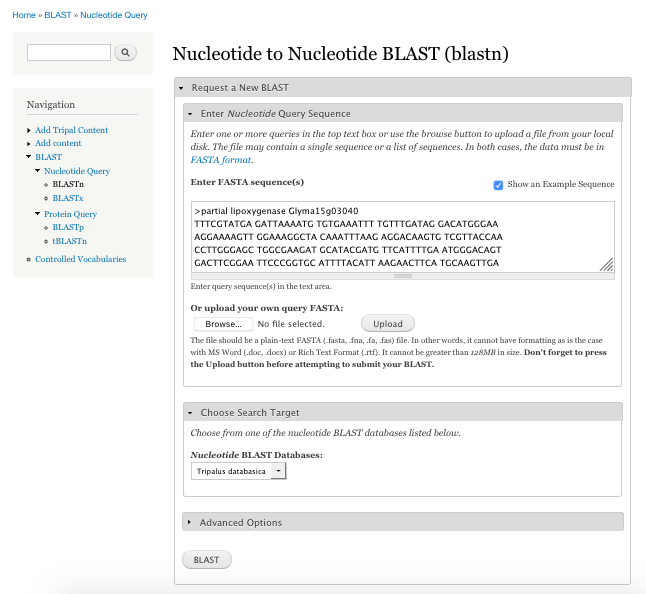 Home » BLAST » Nucleotide Query
Navigation
Add Tripal Content
Add content
BLAST
Nucleotide Query
BLASTn
BLASTx
Protein Query
BLASTp
tBLASTn
Controlled Vocabularies
Nucleotide to Nucleotide BLAST (blastn)
Request a New BLAST
Enter Nucleotide Query Sequence
Enter one or more queries in the top text box or use the browse button to upload a file from your local
disk. The file may contain a single sequence or a list of sequences. In both cases, the data must be in
FASTA format.
Enter FASTA sequence(s)
Show an Example Sequence
>partial lipoxygenase Glyma15g03040
TTTCGTATGA GATTAAAATG TGTGAAATTT TGTTTGATAG GACATGGGAA
AGGAAAAGTT GGAAAGGCTA CAAATTTAAG AGGACAAGTG TCGTTACCAA
CCTTGGGAGC TGGCGAAGAT GCATACGATG TTCATTTTGA ATGGGACAGT
GACTTCGGAA TTCCCGGTGC ATTTTACATT AAGAACTTCA TGCAAGTTGA
Enter query sequence(s) in the text area.
Or upload your own query FASTA:
Browse... No file selected. Upload
The file should be a plain-text FASTA (.fasta, .fna, .fa, .fas) file. In other words, it cannot have formatting as is the case
with MS Word (.doc, .docx) or Rich Text Format (.rtf). It cannot be greater than 128MB in size. Don't forget to press
the Upload button before attempting to submit your BLAST.
Choose Search Target
Choose from one of the nucleotide BLAST databases listed below.
Nucleotide BLAST Databases:
Tripalus databasica
Advanced Options
BLAST